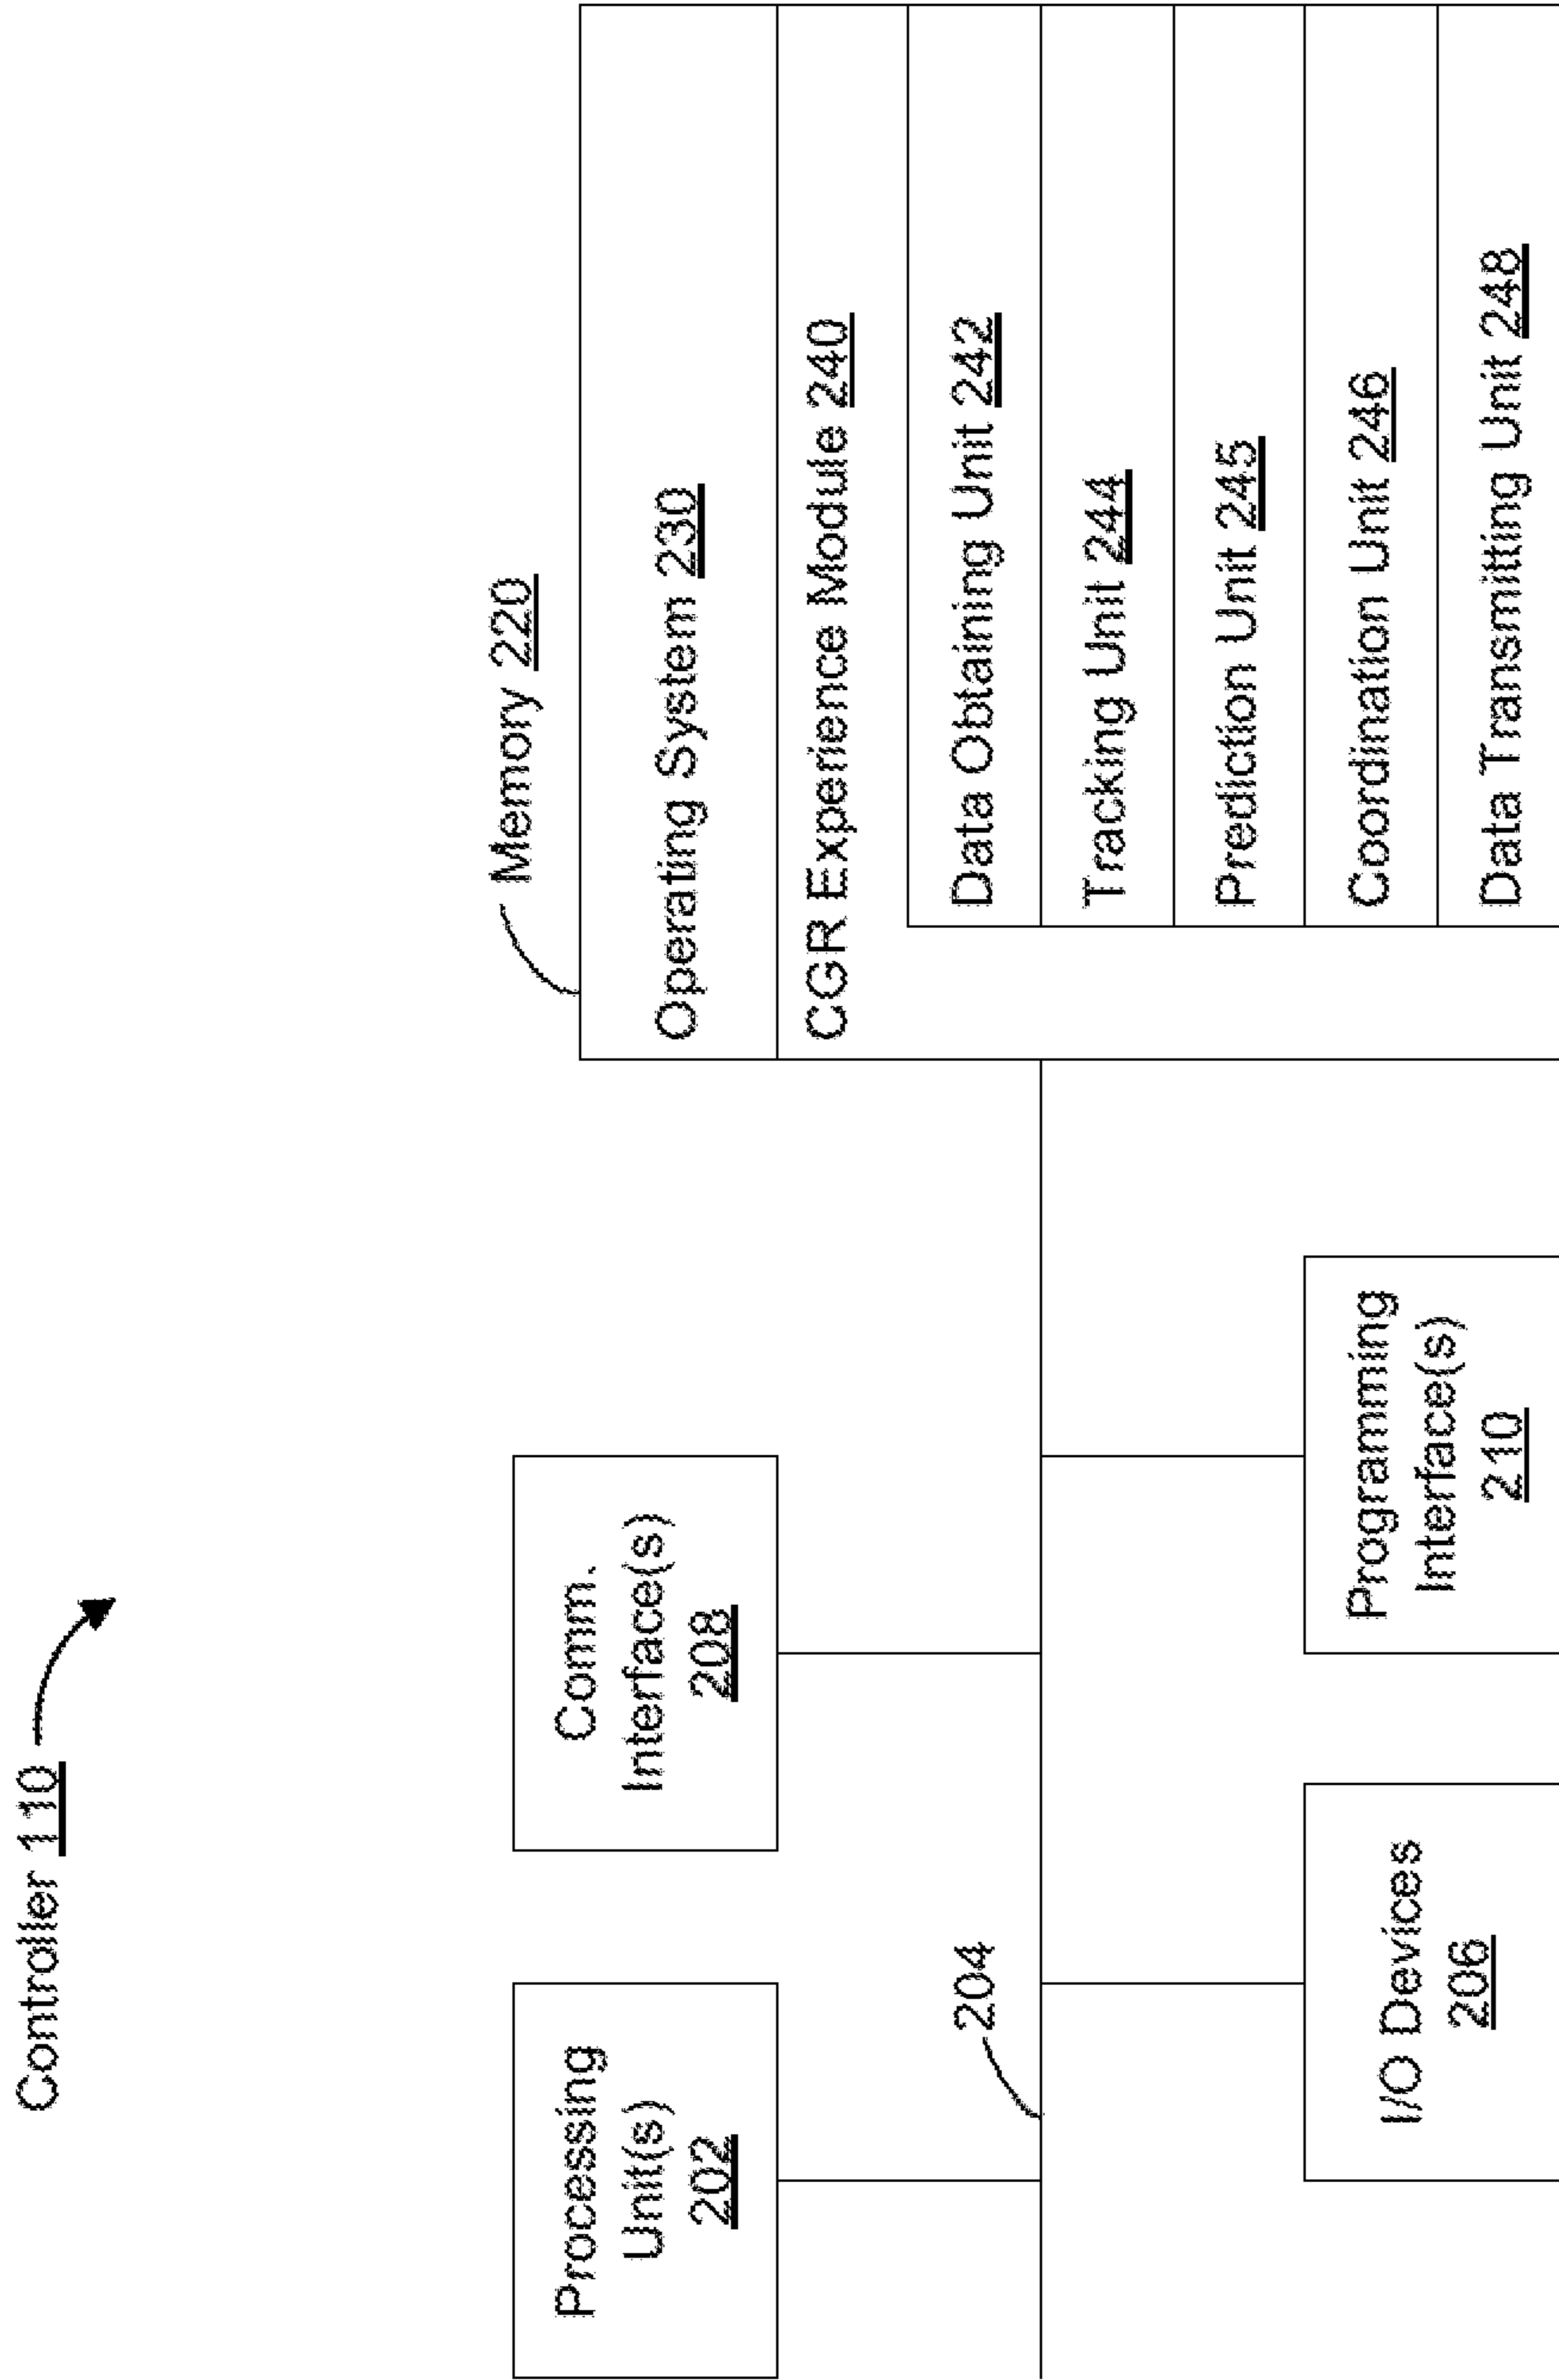 Controller 110
Processing
Unit(s)
202
Comm.
Interface(s)
208
204
I/O Devices
206
Programming
Interface(s)
210
Memory 220
Operating System 230
CGR Experience Module 240
Data Obtaining Unit 242
Tracking Unit 244
Prediction Unit 245
Coordination Unit 246
Data Transmitting Unit 248